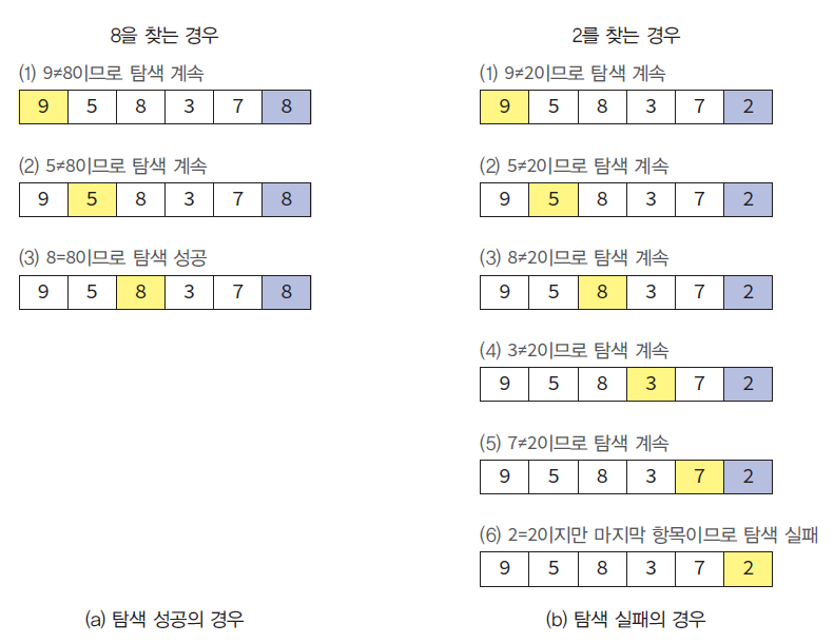 8을 찾는 경우
(1) 9≠8이므로 탐색 계속
9 5 8 3 7 8
(2) 5≠8이므로 탐색 계속
9 5 8 3 7 8
(3) 8=8이므로 탐색 성공
9 5 8 3 7 8
(a) 탐색 성공의 경우
2를 찾는 경우
(1) 9≠2이므로 탐색 계속
9 5 8 3 7 2
(2) 5≠2이므로 탐색 계속
9 5 8 3 7 2
(3) 8≠2이므로 탐색 계속
9 5 8 3 7 2
(4) 3≠2이므로 탐색 계속
9 5 8 3 7 2
(5) 7≠2이므로 탐색 계속
9 5 8 3 7 2
(6) 2=2이지만 마지막 항목이므로 탐색 실패
9 5 8 3 7 2
(b) 탐색 실패의 경우